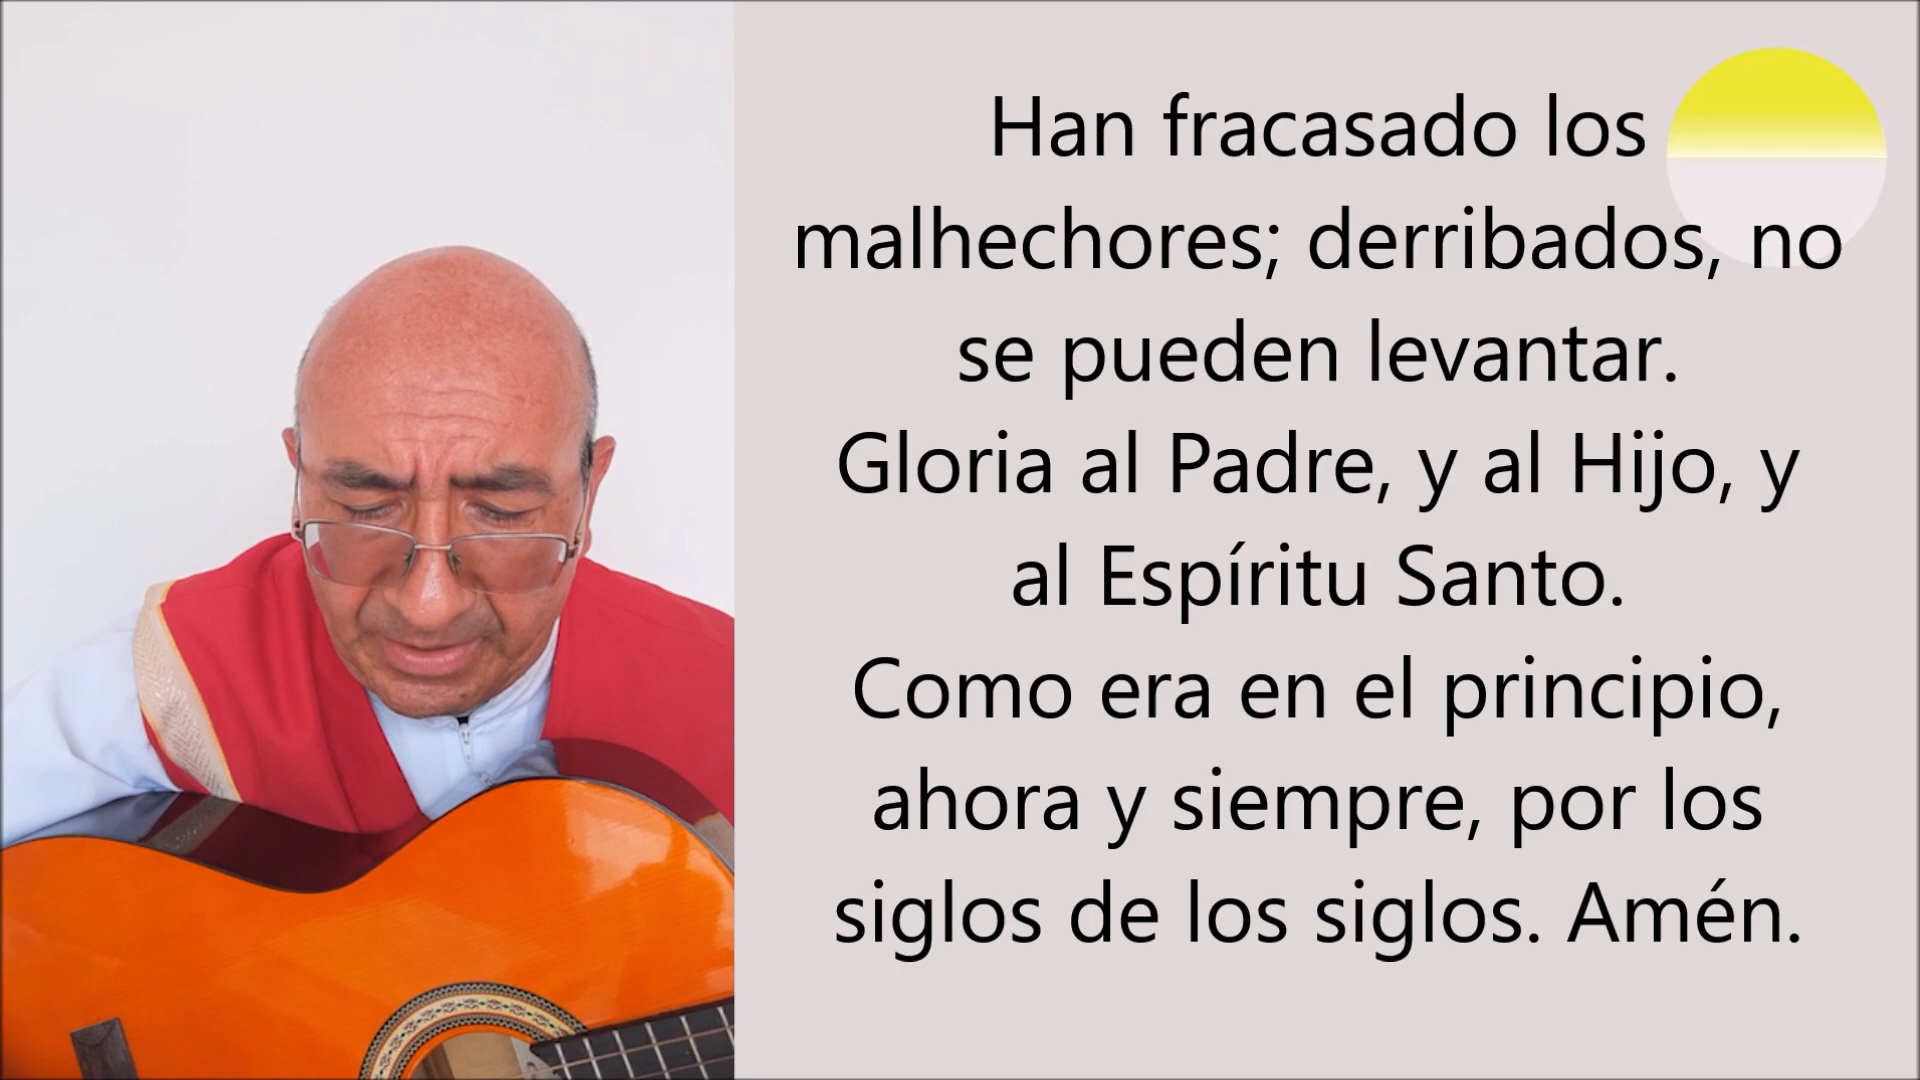 Han fracasado los
malhechores; derribados, no
se pueden levantar.
Gloria al Padre, y al Hijo, y
al Espíritu Santo.
Como era en el principio,
ahora y siempre, por los
siglos de los siglos. Amén.